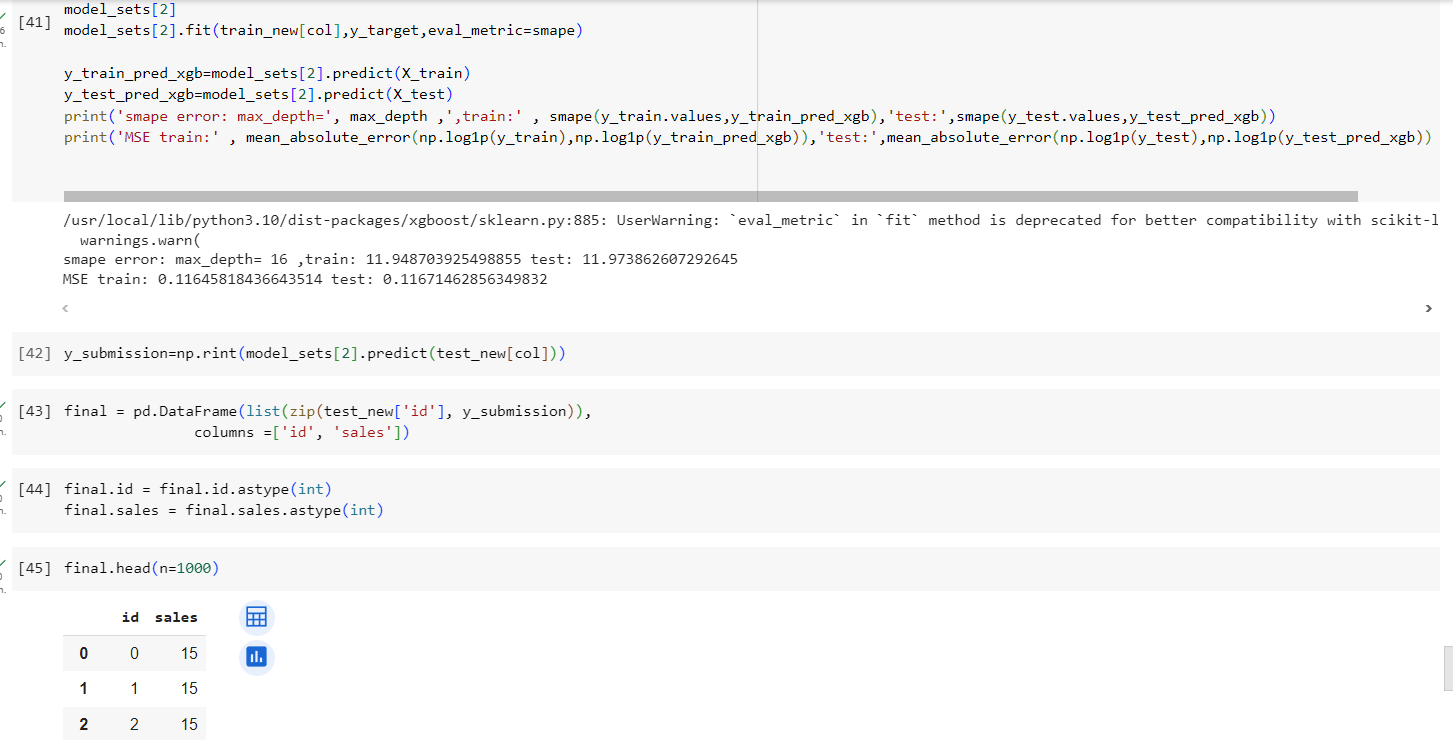 model_sets[2]
[41] model_sets[2].fit(train_new[col],y_target,eval_metric=smape)
y_train_pred_xgb=model_sets[2].predict(X_train)
y_test_pred_xgb=model_sets[2].predict(X_test)
print('smape error: max_depth=', max_depth ,',train:' , smape(y_train.values,y_train_pred_xgb),'test:',smape(y_test.values,y_test_pred_xgb))
print('MSE train:' , mean_absolute_error(np.log1p(y_train),np.log1p(y_train_pred_xgb)),'test:',mean_absolute_error(np.log1p(y_test),np.log1p(y_test_pred_xgb))
/usr/local/lib/python3.10/dist-packages/xgboost/sklearn.py:885: UserWarning: `eval_metric` in `fit` method is deprecated for better compatibility with scikit-l
warnings.warn(
smape error: max_depth= 16 ,train: 11.948703925498855 test: 11.973862607292645
MSE train: 0.11645818436643514 test: 0.11671462856349832
[42] y_submission=np.rint(model_sets[2].predict(test_new[col]))
[43] final = pd.DataFrame(list(zip(test_new['id'], y_submission)),
columns =['id', 'sales'])
[44] final.id = final.id.astype(int)
final.sales = final.sales.astype(int)
[45] final.head(n=1000)
id sales
0 0 15
1 1 15
2 2 15